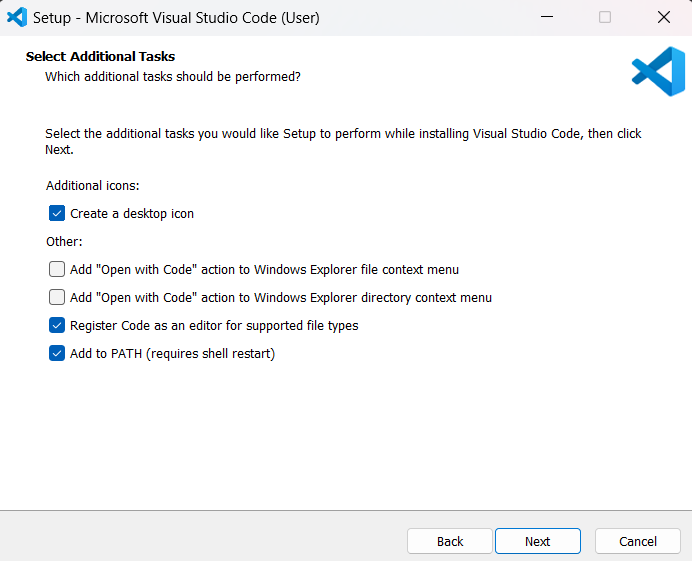 Setup - Microsoft Visual Studio Code (User)
Select Additional Tasks
Which additional tasks should be performed?
Select the additional tasks you would like Setup to perform while installing Visual Studio Code, then click
Next.
Additional icons:
Create a desktop icon
Other:
Add "Open with Code" action to Windows Explorer file context menu
Add "Open with Code" action to Windows Explorer directory context menu
Register Code as an editor for supported file types
Add to PATH (requires shell restart)
Back
Next
Cancel